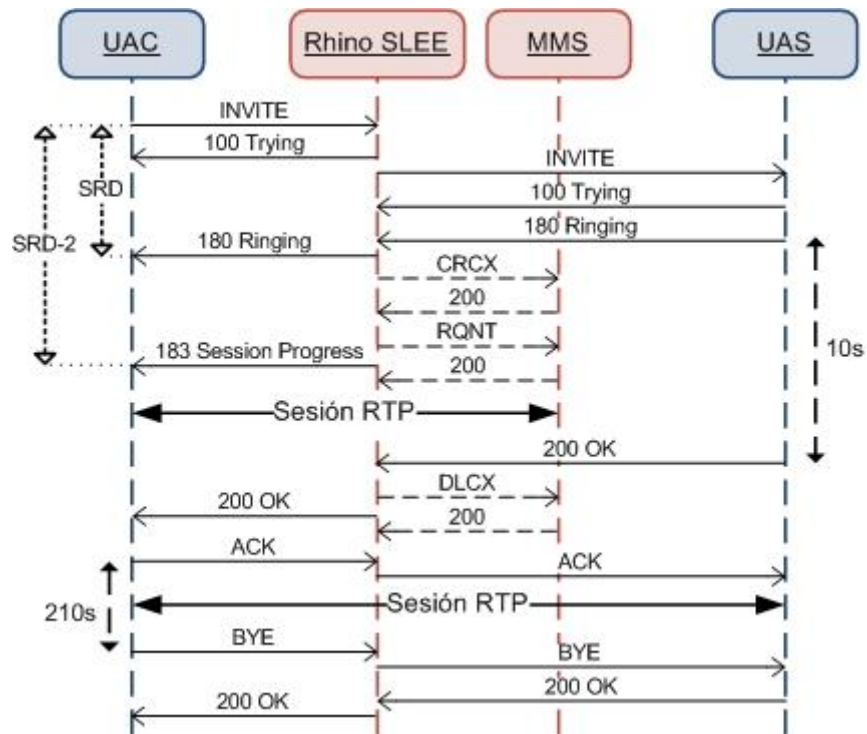 UAC
Rhino SLEE
MMS
UAS
INVITE
100 Trying
INVITE
SRD
100 Trying
180 Ringing
SRD-2
180 Ringing
CRCX
200
RQNT
10s
183 Session Progress
200
Sesión RTP
200 OK
DLCX
200 OK
200
ACK
ACK
210s
Sesión RTP
BYE
BYE
200 OK
200 OK